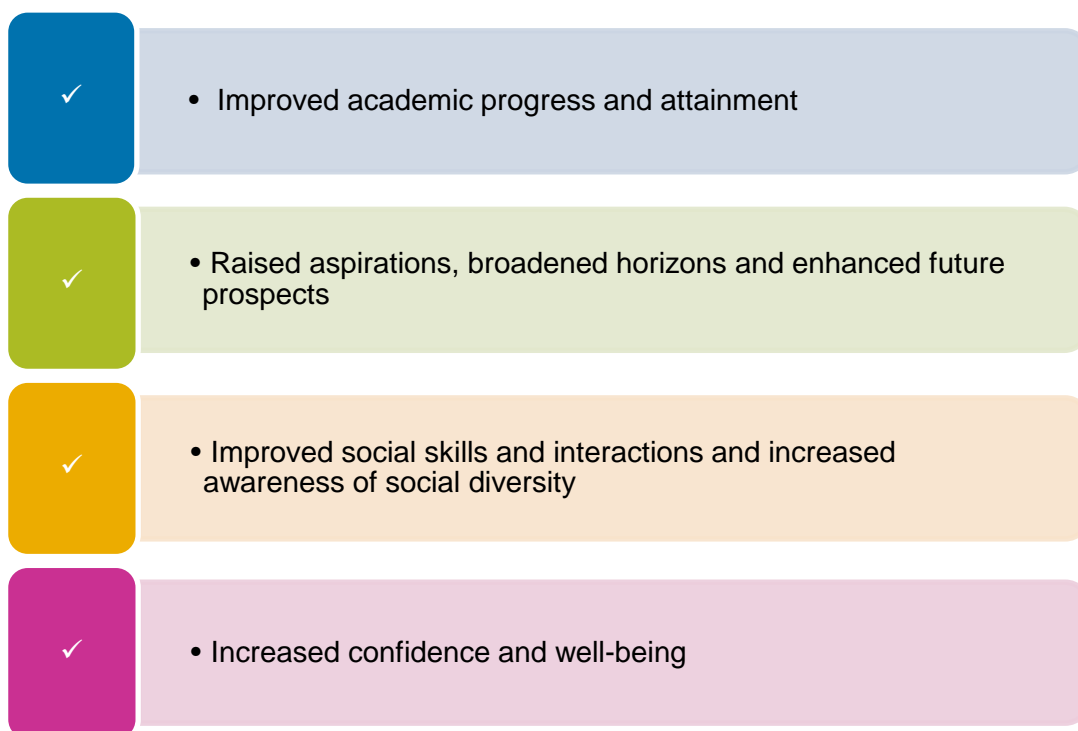 ✓
• Improved academic progress and attainment
✓
• Raised aspirations, broadened horizons and enhanced future
prospects
✓
• Improved social skills and interactions and increased
awareness of social diversity
✓
• Increased confidence and well-being